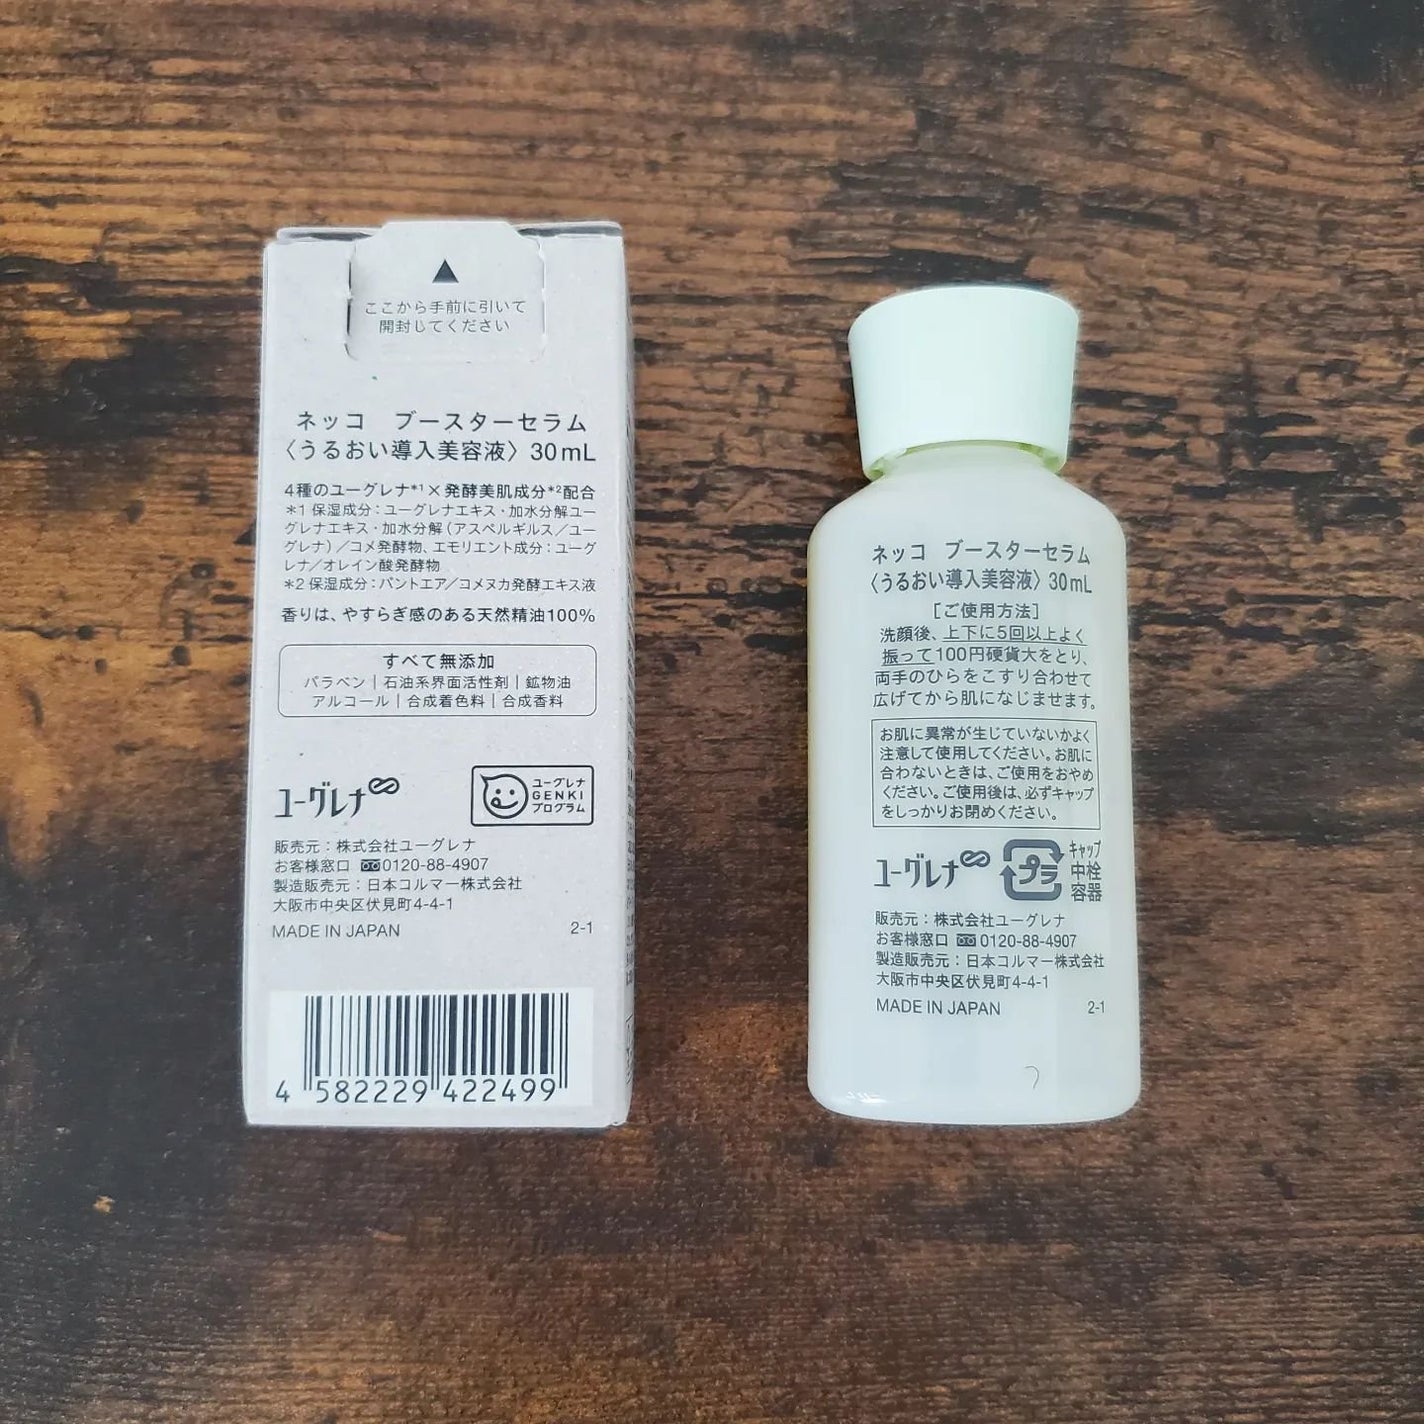 ▲
ここから手前に引いて
開封してください
ネッコ ブースターセラム
〈うるおい導入美容液〉30mL
4種のユーグレナ*1×発酵美肌成分*2配合
*1 保湿成分：ユーグレナエキス・加水分解ユー
グレナエキス・加水分解（アスペルギルス／ユー
グレナ）／コメ発酵物、エモリエント成分：ユーグ
レナ／オレイン酸発酵物
*2 保湿成分：パントエア／コメヌカ発酵エキス液
香りは、やすらぎ感のある天然精油100%
すべて無添加
パラベン｜石油系界面活性剤｜鉱物油
アルコール｜合成着色料｜合成香料
ユーグレナ
ユーグレナ
GENKI
プログラム
販売元：株式会社ユーグレナ
お客様窓口 0120-88-4907
製造販売元：日本コルマー株式会社
大阪市中央区伏見町4-4-1
MADE IN JAPAN 2-1
4 582229 422499
ネッコ ブースターセラム
〈うるおい導入美容液〉30mL
［ご使用方法］
洗顔後、上下に5回以上よく
振って100円硬貨大をとり、
両手のひらをこすり合わせて
広げてから肌になじませます。
お肌に異常が生じていないかよく
注意して使用してください。お肌に
合わないときは、ご使用をおやめ
ください。ご使用後は、必ずキャップ
をしっかりお閉めください。
ユーグレナ
プラ
キャップ
中栓
容器
販売元：株式会社ユーグレナ
お客様窓口 0120-88-4907
製造販売元：日本コルマー株式会社
大阪市中央区伏見町4-4-1
MADE IN JAPAN 2-1